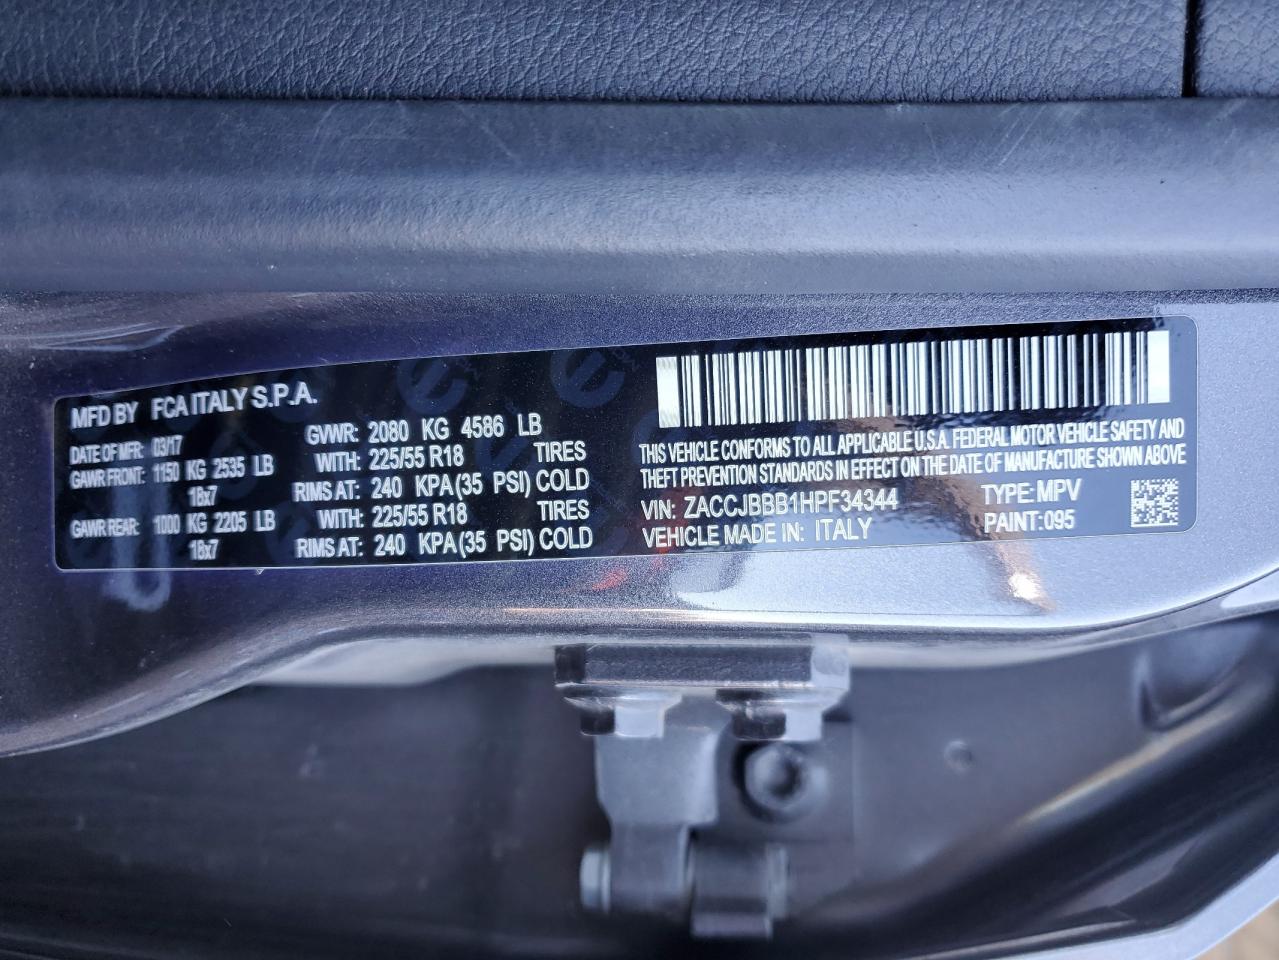 MFD BY FCA ITALY S.P.A.
DATE OF MFR: 03/17 GVWR: 2080 KG 4586 LB
GAWR FRONT: 1150 KG 2535 LB WITH: 225/55 R18 TIRES
18x7 RIMS AT: 240 KPA(35 PSI) COLD
GAWR REAR: 1000 KG 2205 LB WITH: 225/55 R18 TIRES
18x7 RIMS AT: 240 KPA(35 PSI) COLD
THIS VEHICLE CONFORMS TO ALL APPLICABLE U.S.A. FEDERAL MOTOR VEHICLE SAFETY AND
THEFT PREVENTION STANDARDS IN EFFECT ON THE DATE OF MANUFACTURE SHOWN ABOVE
VIN: ZACCJBBB1HPF34344 TYPE: MPV
VEHICLE MADE IN: ITALY PAINT: 095